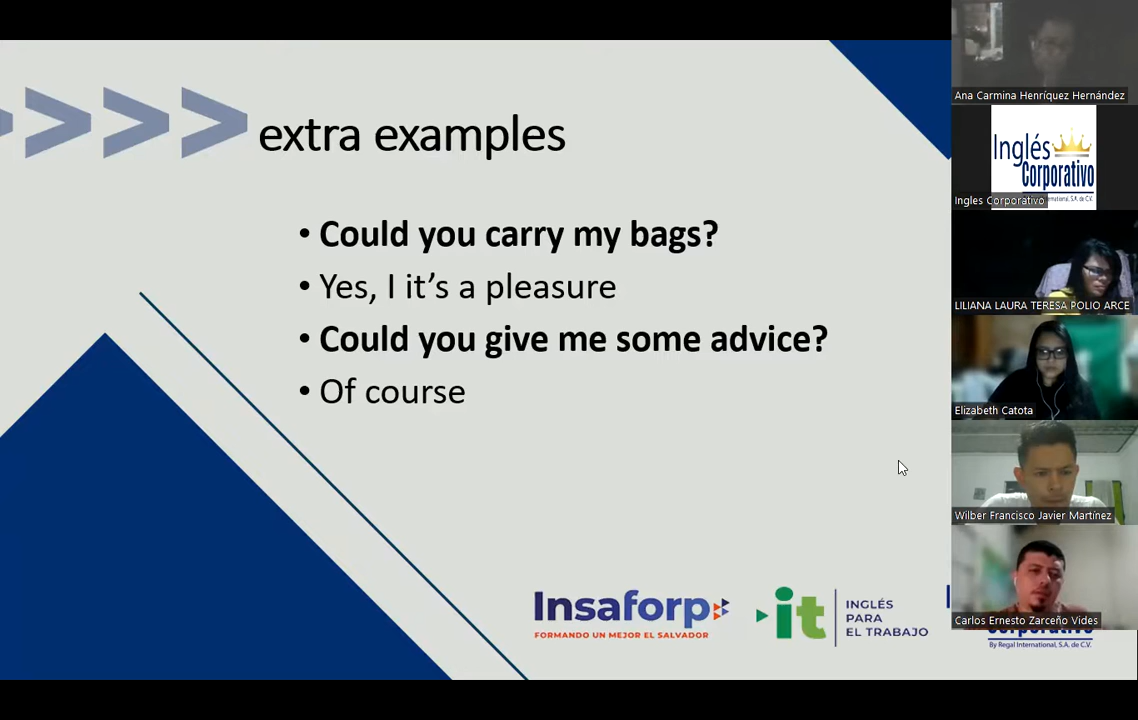 extra examples
• Could you carry my bags?
• Yes, I it’s a pleasure
• Could you give me some advice?
• Of course
Insaforp
FORMANDO UN MEJOR EL SALVADOR
it
INGLÉS
PARA
EL TRABAJO
By Regal International, S.A. de C.V.
Ana Carmina Henríquez Hernández
Inglés
Corporativo
Ingles Corporativo
LILIANA LAURA TERESA POLIO ARCE
Elizabeth Catota
Wilber Francisco Javier Martínez
Carlos Ernesto Zarceño Vides